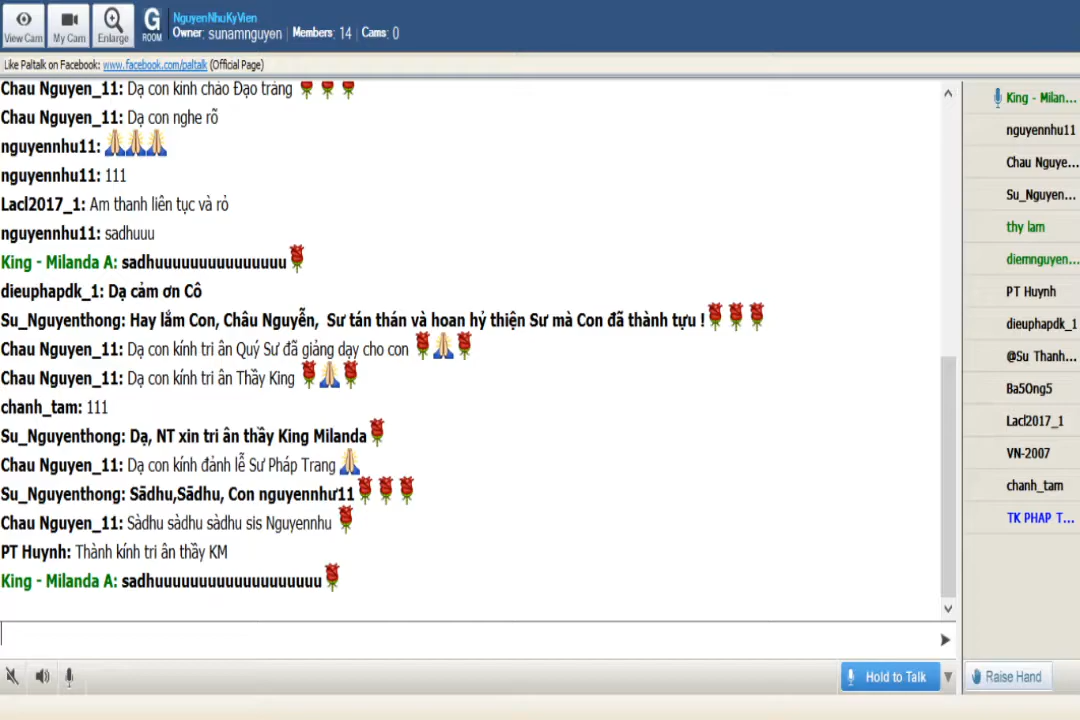 View Cam
My Cam
Enlarge
G
ROOM
NguyenNhuKyVien
Owner: sunamnguyen | Members: 14 | Cams: 0
Like Paltalk on Facebook: www.facebook.com/paltalk (Official Page)
Chau Nguyen_11: Dạ con kính chào Đạo tràng
Chau Nguyen_11: Dạ con nghe rõ
nguyennhu11:
nguyennhu11: 111
Lacl2017_1: Am thanh liên tục và rỏ
nguyennhu11: sadhuuu
King - Milanda A: sadhuuuuuuuuuuuuuuu
dieuphapdk_1: Dạ cảm ơn Cô
Su_Nguyenthong: Hay lắm Con, Châu Nguyễn, Sư tán thán và hoan hỷ thiện Sư mà Con đã thành tựu !
Chau Nguyen_11: Dạ con kính tri ân Quý Sư đã giảng dạy cho con
Chau Nguyen_11: Dạ con kính tri ân Thầy King
chanh_tam: 111
Su_Nguyenthong: Dạ, NT xin tri ân thầy King Milanda
Chau Nguyen_11: Dạ con kính đảnh lễ Sư Pháp Trang
Su_Nguyenthong: Sādhu,Sādhu, Con nguyennhư11
Chau Nguyen_11: Sàdhu sàdhu sàdhu sis Nguyennhu
PT Huynh: Thành kính tri ân thầy KM
King - Milanda A: sadhuuuuuuuuuuuuuuuuuuu
Hold to Talk
King - Milan...
nguyennhu11
Chau Nguye...
Su_Nguyen...
thy lam
diemnguyen...
PT Huynh
dieuphapdk_1
@Su Thanh...
Ba5Ong5
Lacl2017_1
VN-2007
chanh_tam
TK PHAP T...
Raise Hand